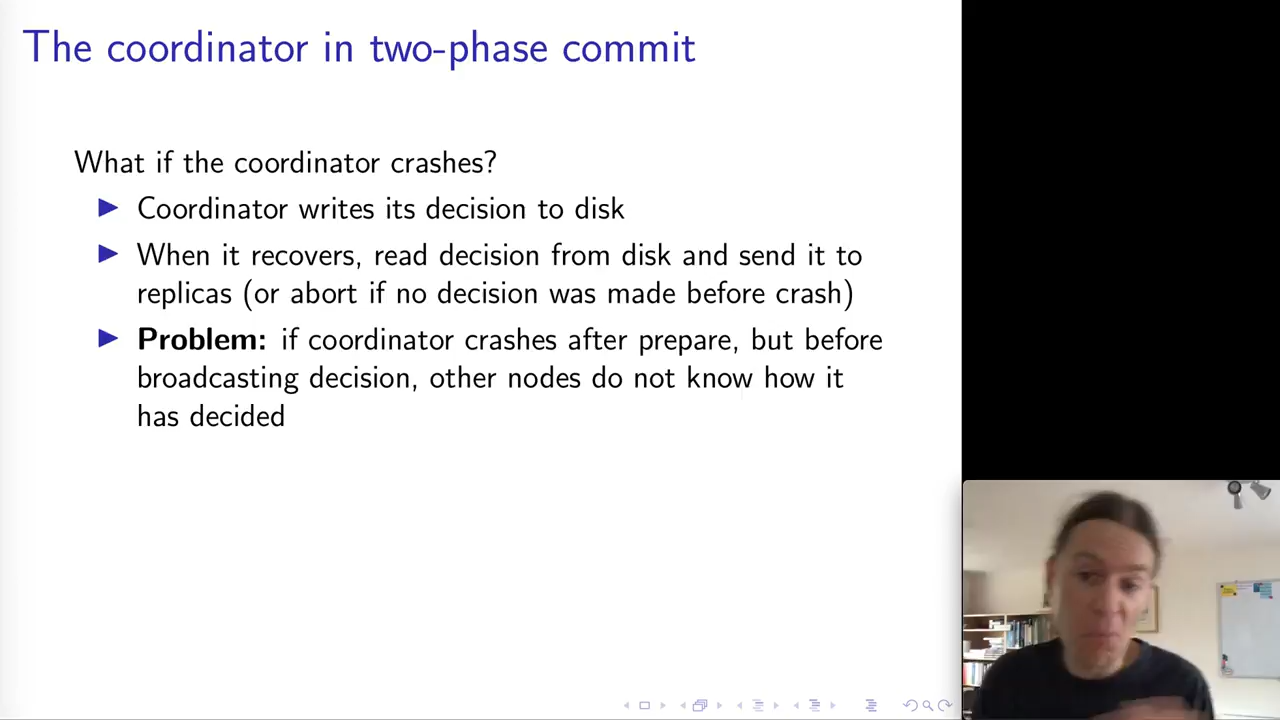 The coordinator in two-phase commit
What if the coordinator crashes?
▶ Coordinator writes its decision to disk
▶ When it recovers, read decision from disk and send it to
replicas (or abort if no decision was made before crash)
▶ Problem: if coordinator crashes after prepare, but before
broadcasting decision, other nodes do not know how it
has decided